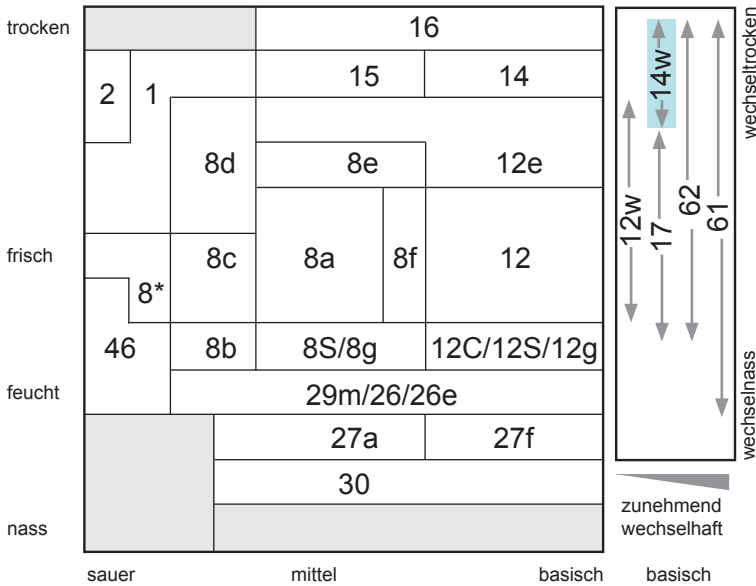 trocken
16
15
14
2
1
8d
8e
12e
frisch
8c
8a
8f
12
8*
46
8b
8S/8g
12C/12S/12g
feucht
29m/26/26e
27a
27f
30
nass
sauer
mittel
basisch
12w
14w
17
62
61
wechseltrocken
wechselnass
zunehmend
wechselhaft
basisch